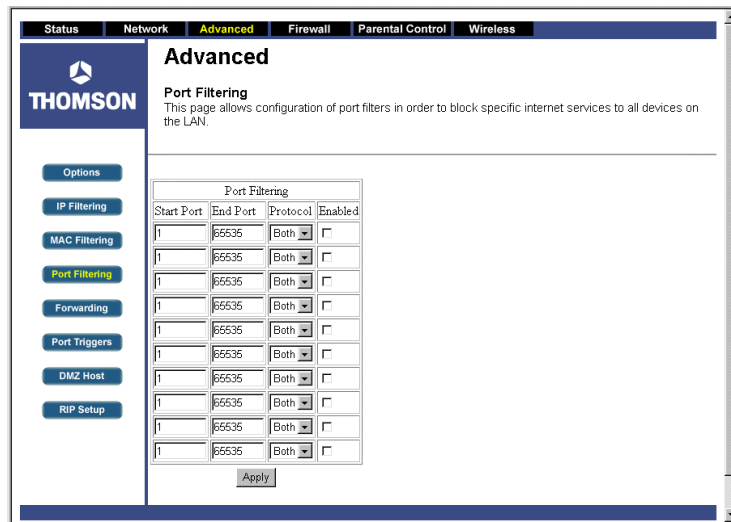 Status Network Advanced Firewall Parental Control Wireless
THOMSON
Advanced
Port Filtering
This page allows configuration of port filters in order to block specific internet services to all devices on
the LAN.
Options
IP Filtering
MAC Filtering
Port Filtering
Forwarding
Port Triggers
DMZ Host
RIP Setup
Port Filtering
Start Port End Port Protocol Enabled
1 65535 Both
1 65535 Both
1 65535 Both
1 65535 Both
1 65535 Both
1 65535 Both
1 65535 Both
1 65535 Both
1 65535 Both
1 65535 Both
Apply